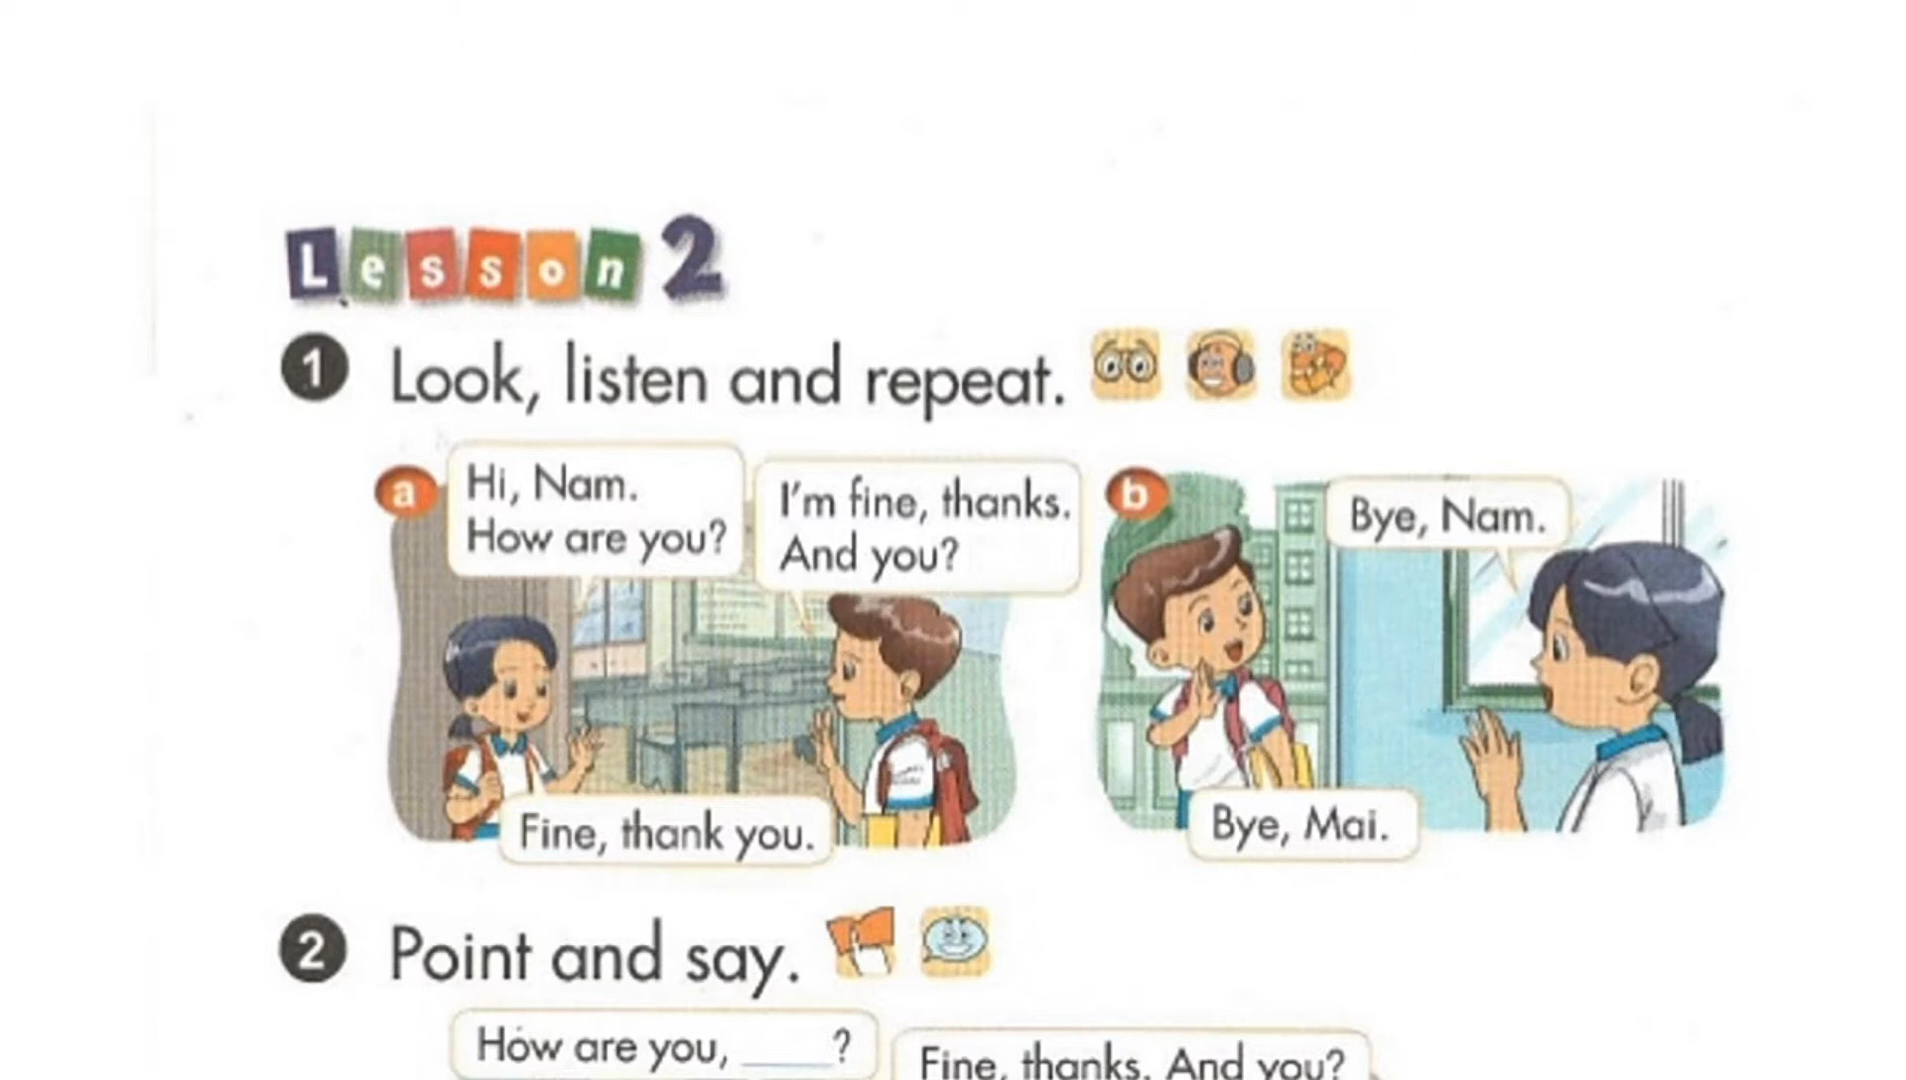 Lesson 2
1 Look, listen and repeat.
a
Hi, Nam.
How are you?
I'm fine, thanks.
And you?
Fine, thank you.
b
Bye, Nam.
Bye, Mai.
2 Point and say.
How are you, ____?
Fine, thanks. And you?